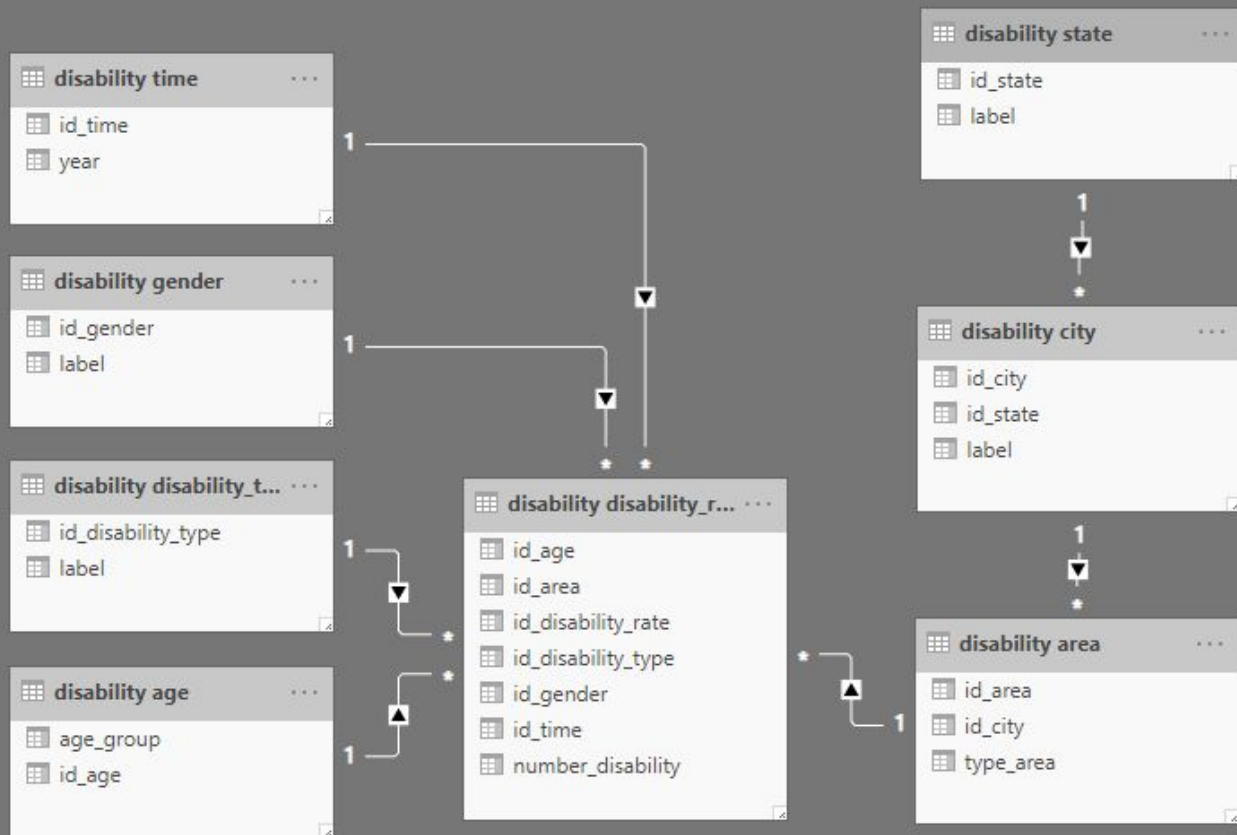 disability time
id_time
year
1
disability gender
id_gender
label
1
disability disability_t...
id_disability_type
label
1
*
disability age
age_group
id_age
1
*
* *
disability disability_r...
id_age
id_area
id_disability_rate
id_disability_type
id_gender
id_time
number_disability
*
1
disability state
id_state
label
1
*
disability city
id_city
id_state
label
1
*
disability area
id_area
id_city
type_area